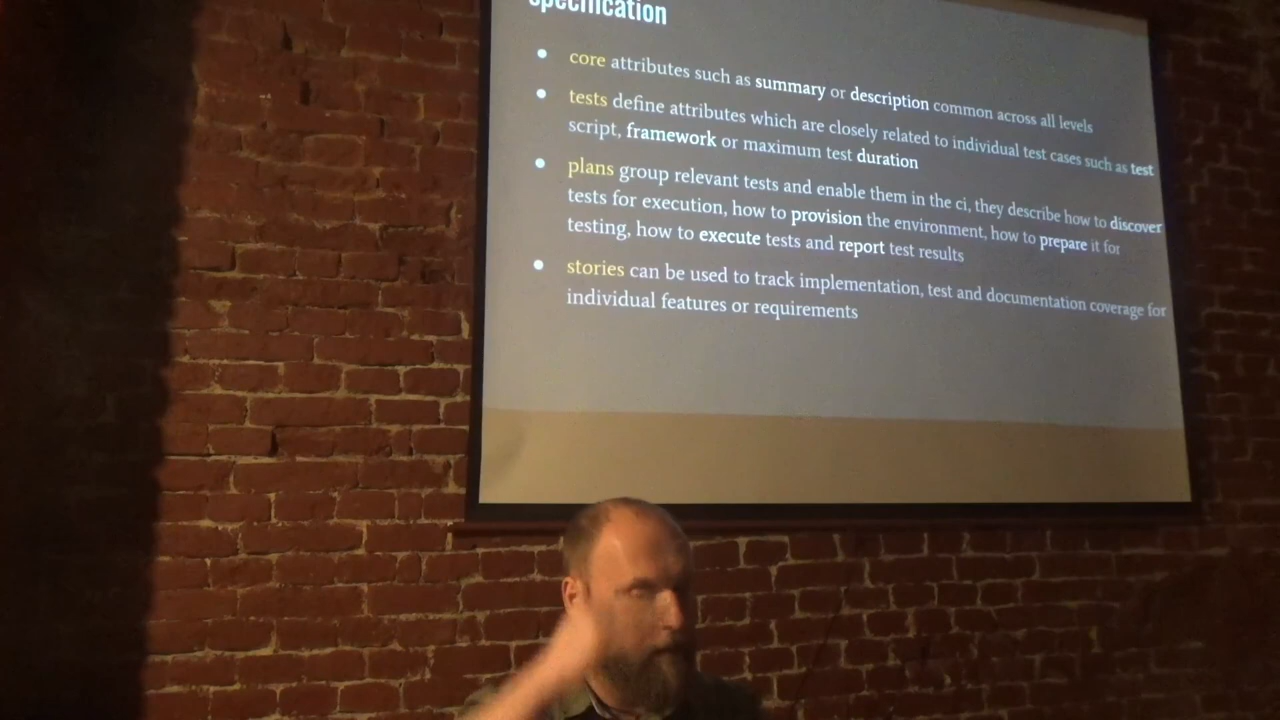 specification
core attributes such as summary or description common across all levels
tests define attributes which are closely related to individual test cases such as test
script, framework or maximum test duration
plans group relevant tests and enable them in the ci, they describe how to discover
tests for execution, how to provision the environment, how to prepare it for
testing, how to execute tests and report test results
stories can be used to track implementation, test and documentation coverage for
individual features or requirements